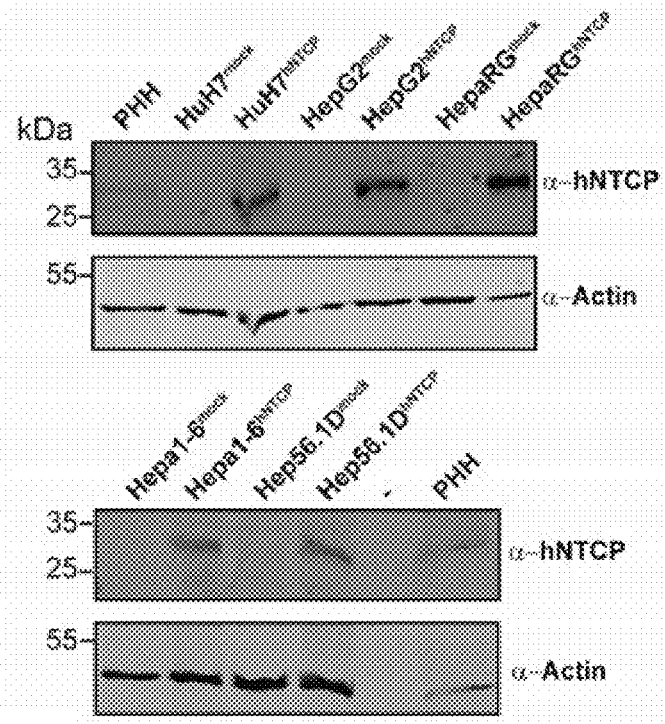 PHH HuH7mock HuH7hNTCP HepG2mock HepG2hNTCP HepaRGmock HepaRGhNTCP
kDa
35
α-hNTCP
25
55
α-Actin
Hepa1-6mock Hepa1-6hNTCP Hep56.1Dmock Hep56.1DhNTCP - PHH
35
α-hNTCP
25
55
α-Actin